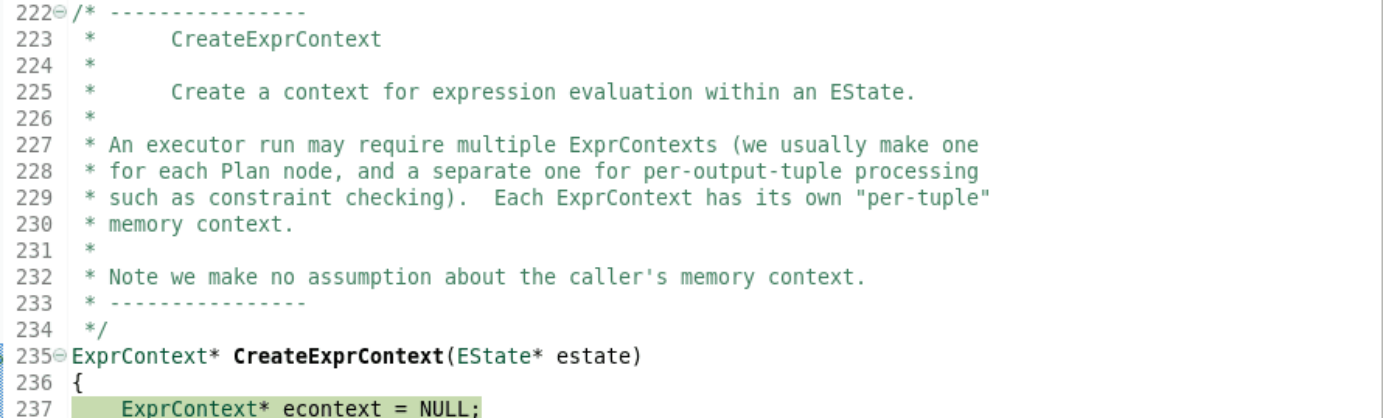 222 /* ----------------
223  *      CreateExprContext
224  *
225  *      Create a context for expression evaluation within an EState.
226  *
227  * An executor run may require multiple ExprContexts (we usually make one
228  * for each Plan node, and a separate one for per-output-tuple processing
229  * such as constraint checking).  Each ExprContext has its own "per-tuple"
230  * memory context.
231  *
232  * Note we make no assumption about the caller's memory context.
233  * ----------------
234  */
235 ExprContext* CreateExprContext(EState* estate)
236 {
237     ExprContext* econtext = NULL;